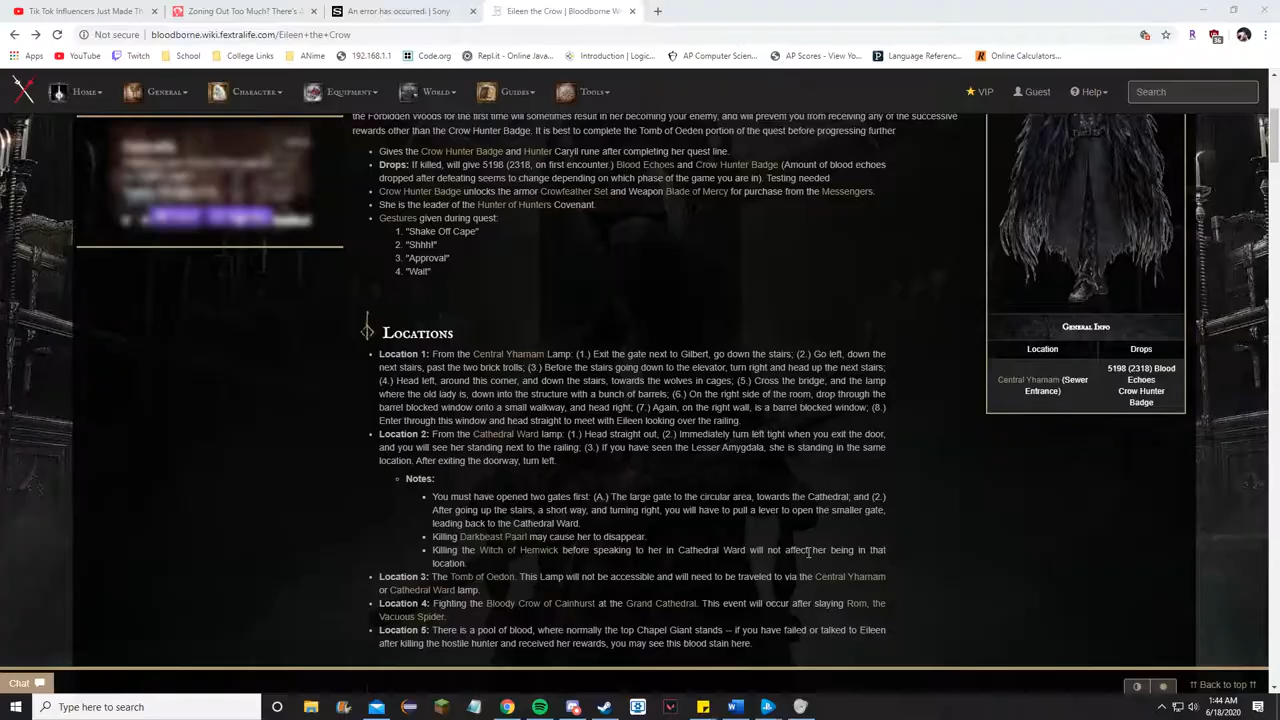 Tik Tok Influencers Just Made Th
Zoning Out Too Much? There's A
An error has occurred. | Sony
Eileen the Crow | Bloodborne W
Not secure | bloodborne.wiki.fextralife.com/Eileen+the+Crow
Apps YouTube Twitch School College Links ANime 192.168.1.1 Code.org Repl.it - Online Java... Introduction | Logic... AP Computer Scien... AP Scores - View Yo... Language Referenc... Online Calculators...
Home General Character Equipment World Guides Tools VIP Guest Help Search
the Forbidden Woods for the first time will sometimes result in her becoming your enemy, and will prevent you from receiving any of the successive
rewards other than the Crow Hunter Badge. It is best to complete the Tomb of Oeden portion of the quest before progressing further
Gives the Crow Hunter Badge and Hunter Caryll rune after completing her quest line.
Drops: If killed, will give 5198 (2318, on first encounter.) Blood Echoes and Crow Hunter Badge (Amount of blood echoes
dropped after defeating seems to change depending on which phase of the game you are in). Testing needed
Crow Hunter Badge unlocks the armor Crowfeather Set and Weapon Blade of Mercy for purchase from the Messengers.
She is the leader of the Hunter of Hunters Covenant.
Gestures given during quest:
1. "Shake Off Cape"
2. "Shhh!"
3. "Approval"
4. "Wait"
Locations
Location 1: From the Central Yharnam Lamp: (1.) Exit the gate next to Gilbert, go down the stairs; (2.) Go left, down the
next stairs, past the two brick trolls; (3.) Before the stairs going down to the elevator, turn right and head up the next stairs;
(4.) Head left, around this corner, and down the stairs, towards the wolves in cages; (5.) Cross the bridge, and the lamp
where the old lady is, down into the structure with a bunch of barrels; (6.) On the right side of the room, drop through the
barrel blocked window onto a small walkway, and head right; (7.) Again, on the right wall, is a barrel blocked window; (8.)
Enter through this window and head straight to meet with Eileen looking over the railing.
Location 2: From the Cathedral Ward lamp: (1.) Head straight out, (2.) Immediately turn left tight when you exit the door,
and you will see her standing next to the railing; (3.) If you have seen the Lesser Amygdala, she is standing in the same
location. After exiting the doorway, turn left.
Notes:
You must have opened two gates first: (A.) The large gate to the circular area, towards the Cathedral; and (2.)
After going up the stairs, a short way, and turning right, you will have to pull a lever to open the smaller gate,
leading back to the Cathedral Ward.
Killing Darkbeast Paarl may cause her to disappear.
Killing the Witch of Hemwick before speaking to her in Cathedral Ward will not affect her being in that
location.
Location 3: The Tomb of Oedon. This Lamp will not be accessible and will need to be traveled to via the Central Yharnam
or Cathedral Ward lamp.
Location 4: Fighting the Bloody Crow of Cainhurst at the Grand Cathedral. This event will occur after slaying Rom, the
Vacuous Spider.
Location 5: There is a pool of blood, where normally the top Chapel Giant stands -- if you have failed or talked to Eileen
after killing the hostile hunter and received her rewards, you may see this blood stain here.
General Info
Location Drops
Central Yharnam (Sewer
Entrance)
5198 (2318) Blood
Echoes
Crow Hunter
Badge
Chat
Back to top
Type here to search
1:44 AM
6/18/2020